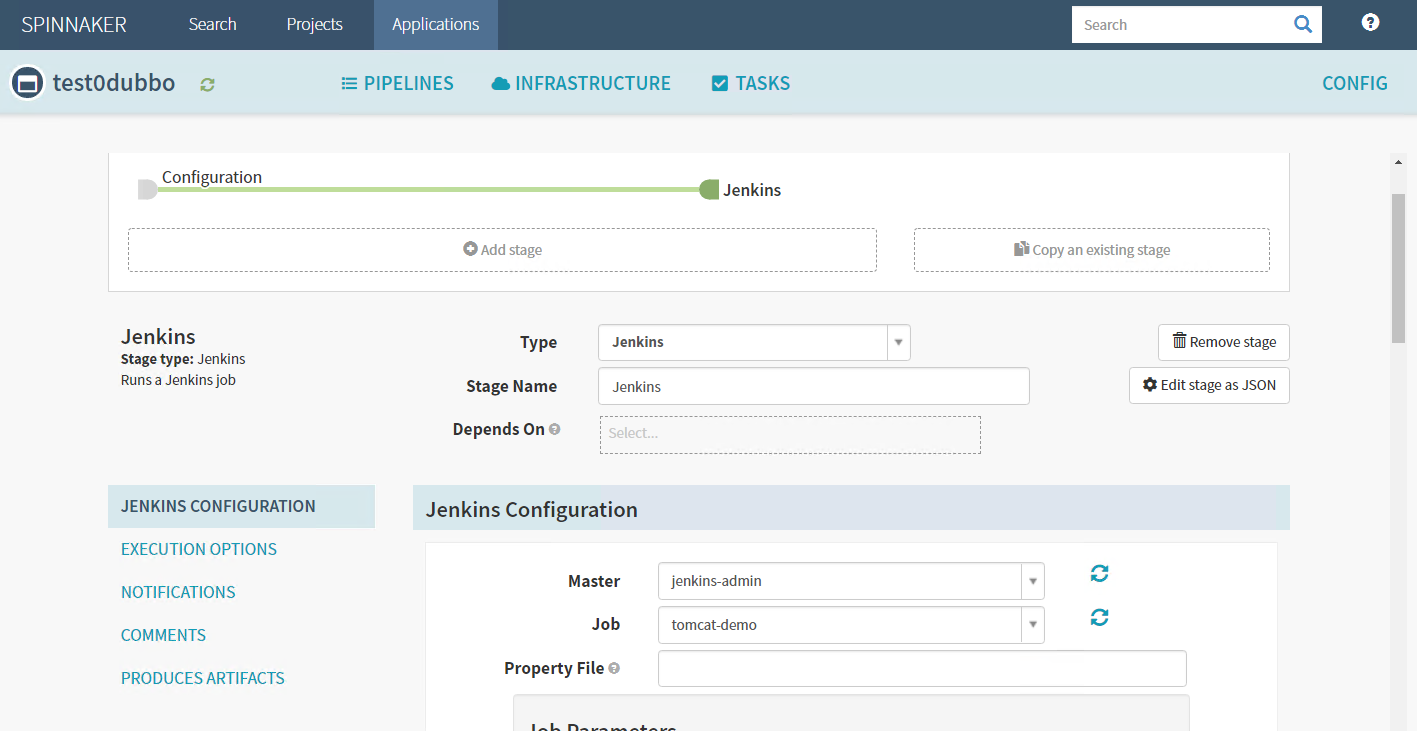 SPINNAKER Search Projects Applications Search
test0dubbo PIPELINES INFRASTRUCTURE TASKS CONFIG
Configuration
Jenkins
Add stage Copy an existing stage
Jenkins
Stage type: Jenkins
Runs a Jenkins job
Type Jenkins Remove stage
Stage Name Jenkins Edit stage as JSON
Depends On Select...
JENKINS CONFIGURATION
EXECUTION OPTIONS
NOTIFICATIONS
COMMENTS
PRODUCES ARTIFACTS
Jenkins Configuration
Master jenkins-admin
Job tomcat-demo
Property File
Job Parameters